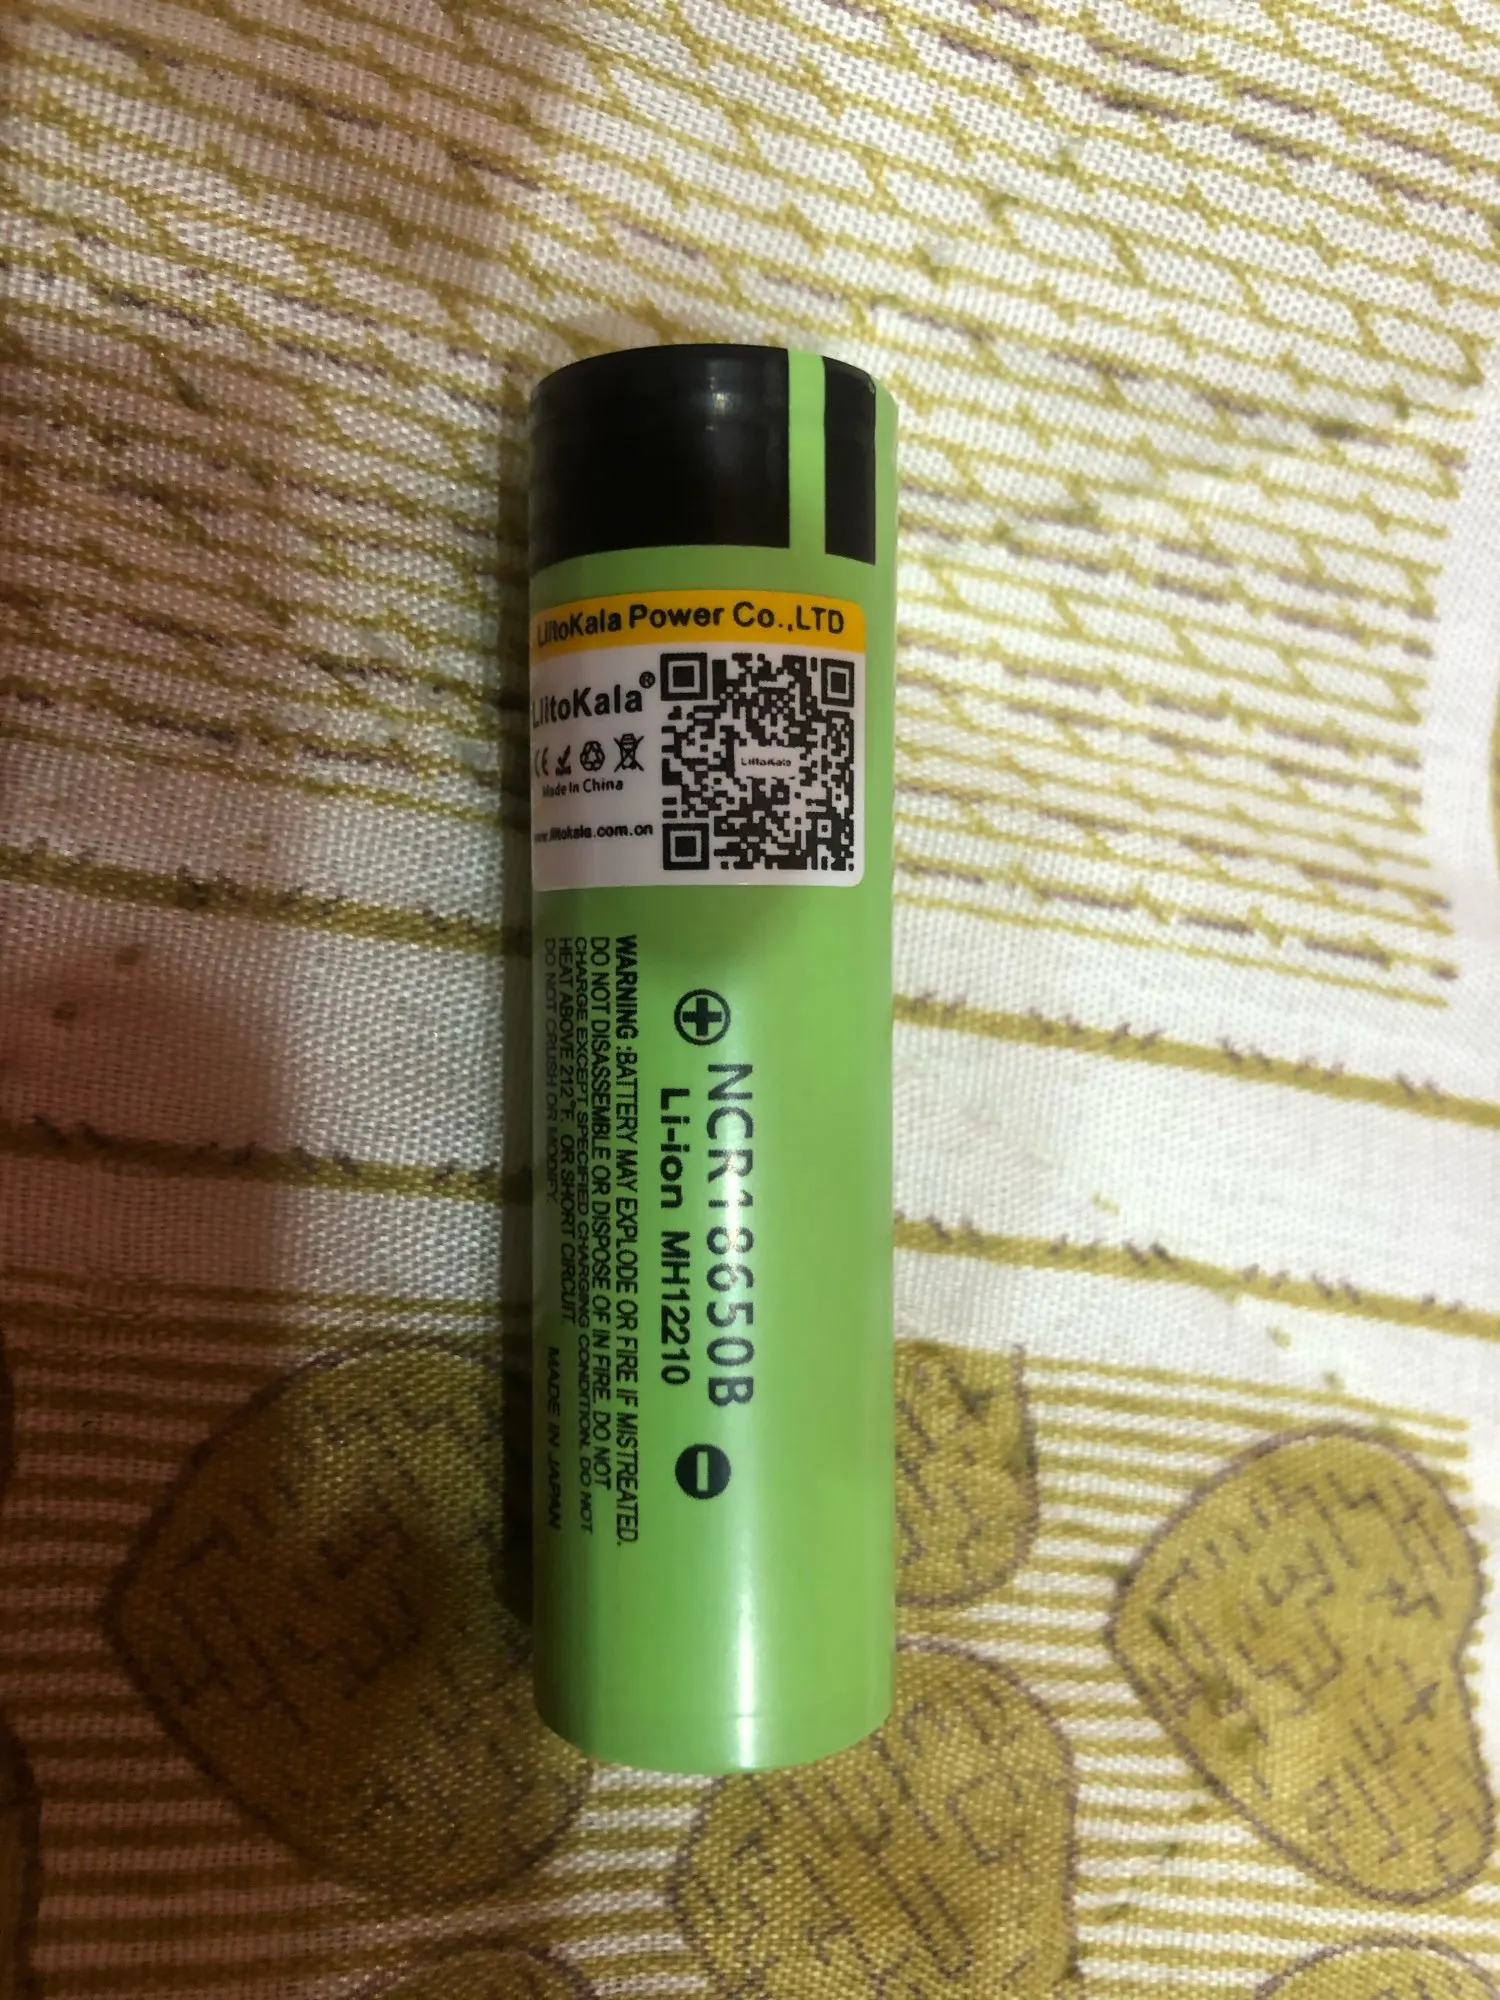 LiitoKala Power Co.,LTD
LiitoKala®
CE
Made In China
www.liitokala.com.cn
LiitoKala
NCR18650B
Li-ion MH12210
WARNING :BATTERY MAY EXPLODE OR FIRE IF MISTREATED.
DO NOT DISASSEMBLE OR DISPOSE OF IN FIRE. DO NOT
CHARGE EXCEPT SPECIFIED CHARGING CONDITION. DO NOT
HEAT ABOVE 212°F. OR SHORT CIRCUIT.
DO NOT CRUSH OR MODIFY. MADE IN JAPAN